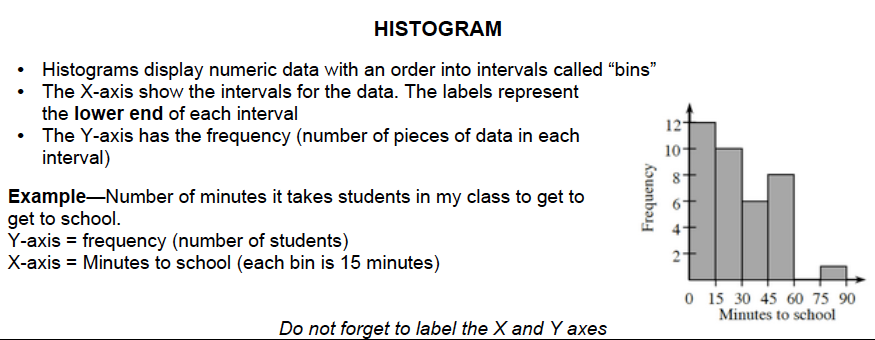 HISTOGRAM
• Histograms display numeric data with an order into intervals called “bins”
• The X-axis show the intervals for the data. The labels represent
the lower end of each interval
• The Y-axis has the frequency (number of pieces of data in each
interval)
Example—Number of minutes it takes students in my class to get to
get to school.
Y-axis = frequency (number of students)
X-axis = Minutes to school (each bin is 15 minutes)
Frequency
12
10
8
6
4
2
0 15 30 45 60 75 90
Minutes to school
Do not forget to label the X and Y axes